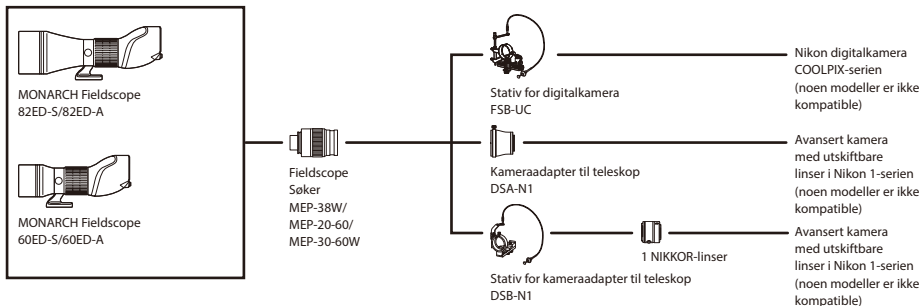 MONARCH Fieldscope
82ED-S/82ED-A
MONARCH Fieldscope
60ED-S/60ED-A
Fieldscope
Søker
MEP-38W/
MEP-20-60/
MEP-30-60W
Stativ for digitalkamera
FSB-UC
Kameraadapter til teleskop
DSA-N1
Stativ for kameraadapter til teleskop
DSB-N1
1 NIKKOR-linser
Nikon digitalkamera
COOLPIX-serien
(noen modeller er ikke
kompatible)
Avansert kamera
med utskiftbare
linser i Nikon 1-serien
(noen modeller er ikke
kompatible)
Avansert kamera
med utskiftbare
linser i Nikon 1-serien
(noen modeller er ikke
kompatible)